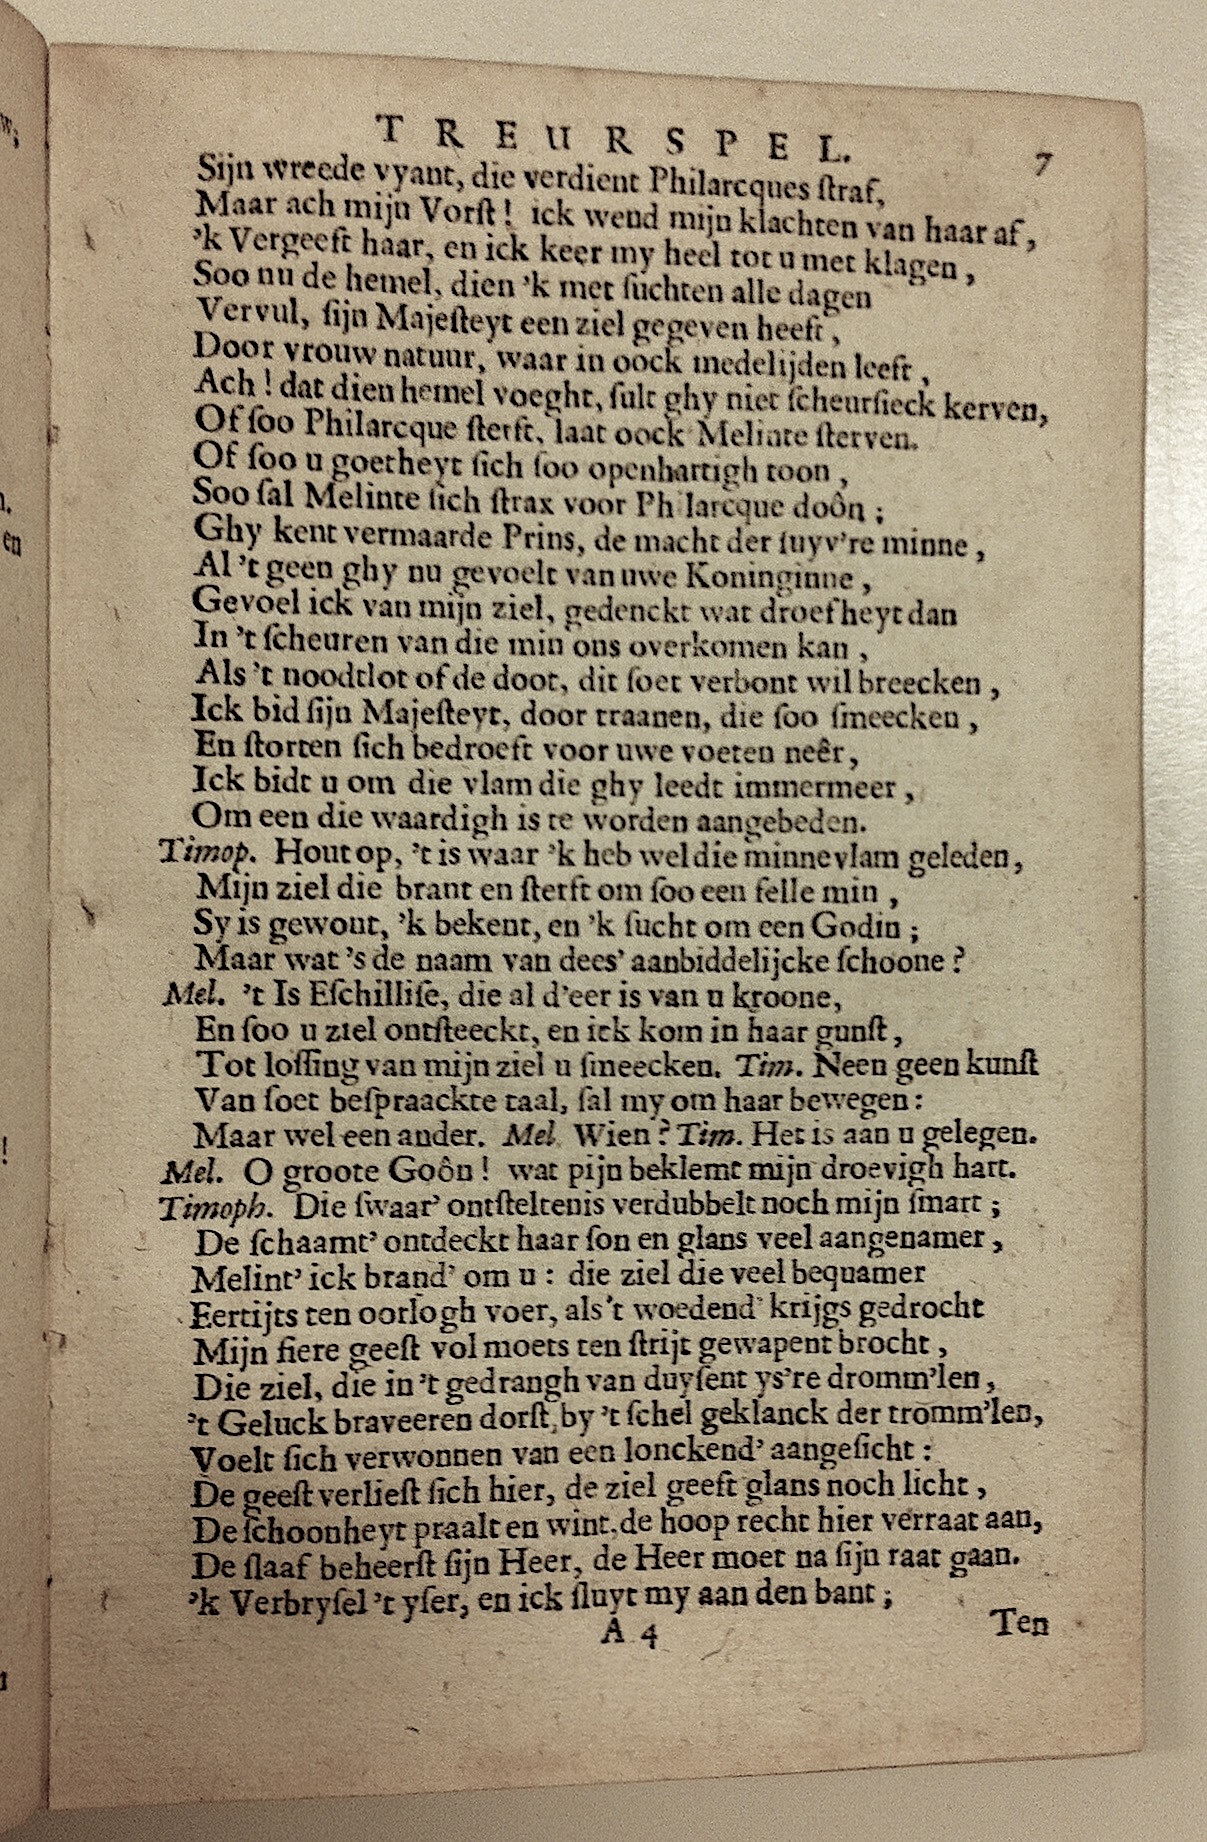 TREURSPEL. 7
Sijn wreede vyant, die verdient Philarcques ſtraf,
Maar ach mijn Vorſt! ick wend mijn klachten van haar af,
’k Vergeeft haar, en ick keer my heel tot u met klagen,
Soo nu de hemel, dien ’k met ſuchten alle dagen
Vervul, ſijn Majeſteyt een ziel gegeven heeft,
Door vrouw natuur, waar in oock medelijden leeft,
Ach! dat dien hemel voeght, ſult ghy niet ſcheurſieck kerven,
Of ſoo Philarcque ſterft, laat oock Melinte ſterven.
Of ſoo u goetheyt ſich ſoo openhartigh toon,
Soo ſal Melinte ſich ſtrax voor Ph larcque doôn;
Ghy kent vermaarde Prins, de macht der ſuyv’re minne,
Al ’t geen ghy nu gevoelt van uwe Koninginne,
Gevoel ick van mijn ziel, gedenckt wat droefheyt dan
In ’t ſcheuren van die min ons overkomen kan,
Als ’t noodtlot of de doot, dit ſoet verbont wil breecken,
Ick bid ſijn Majeſteyt, door traanen, die ſoo ſmeecken,
En ſtorten ſich bedroeft voor uwe voeten neêr,
Ick bidt u om die vlam die ghy leedt immermeer,
Om een die waardigh is te worden aangebeden.
Timop. Hout op, ’t is waar ’k heb wel die minnevlam geleden,
Mijn ziel die brant en ſterft om ſoo een felle min,
Sy is gewout, ’k bekent, en ’k ſucht om een Godin;
Maar wat ’s de naam van dees’ aanbiddelijcke ſchoone?
Mel. ’t Is Eſchilliſe, die al d’eer is van u kroone,
En ſoo u ziel ontſteeckt, en ick kom in haar gunſt,
Tot loſſing van mijn ziel u ſmeecken. Tim. Neen geen kunſt
Van ſoet beſpraackte taal, ſal my om haar bewegen:
Maar wel een ander. Mel. Wien? Tim. Het is aan u gelegen.
Mel. O groote Goôn! wat pijn beklemt mijn droevigh hart.
Timoph. Die ſwaar’ ontſteltenis verdubbelt noch mijn ſmart;
De ſchaamt’ ontdeckt haar ſon en glans veel aangenamer,
Melint’ ick brand’ om u: die ziel die veel bequamer
Eertijts ten oorlogh voer, als ’t woedend’ krijgs gedrocht
Mijn fiere geeſt vol moets ten ſtrijt gewapent brocht,
Die ziel, die in ’t gedrangh van duyſent ys’re dromm’len,
’t Geluck braveeren dorſt, by ’t ſchel geklanck der tromm’len,
Voelt ſich verwonnen van een lonckend’ aangeſicht:
De geeſt verlieſt ſich hier, de ziel geeft glans noch licht,
De ſchoonheyt praalt en wint, de hoop recht hier verraat aan,
De ſlaaf beheerſt ſijn Heer, de Heer moet na ſijn raat gaan.
’k Verbryſel ’t yſer, en ick ſluyt my aan den bant;
A 4 Ten